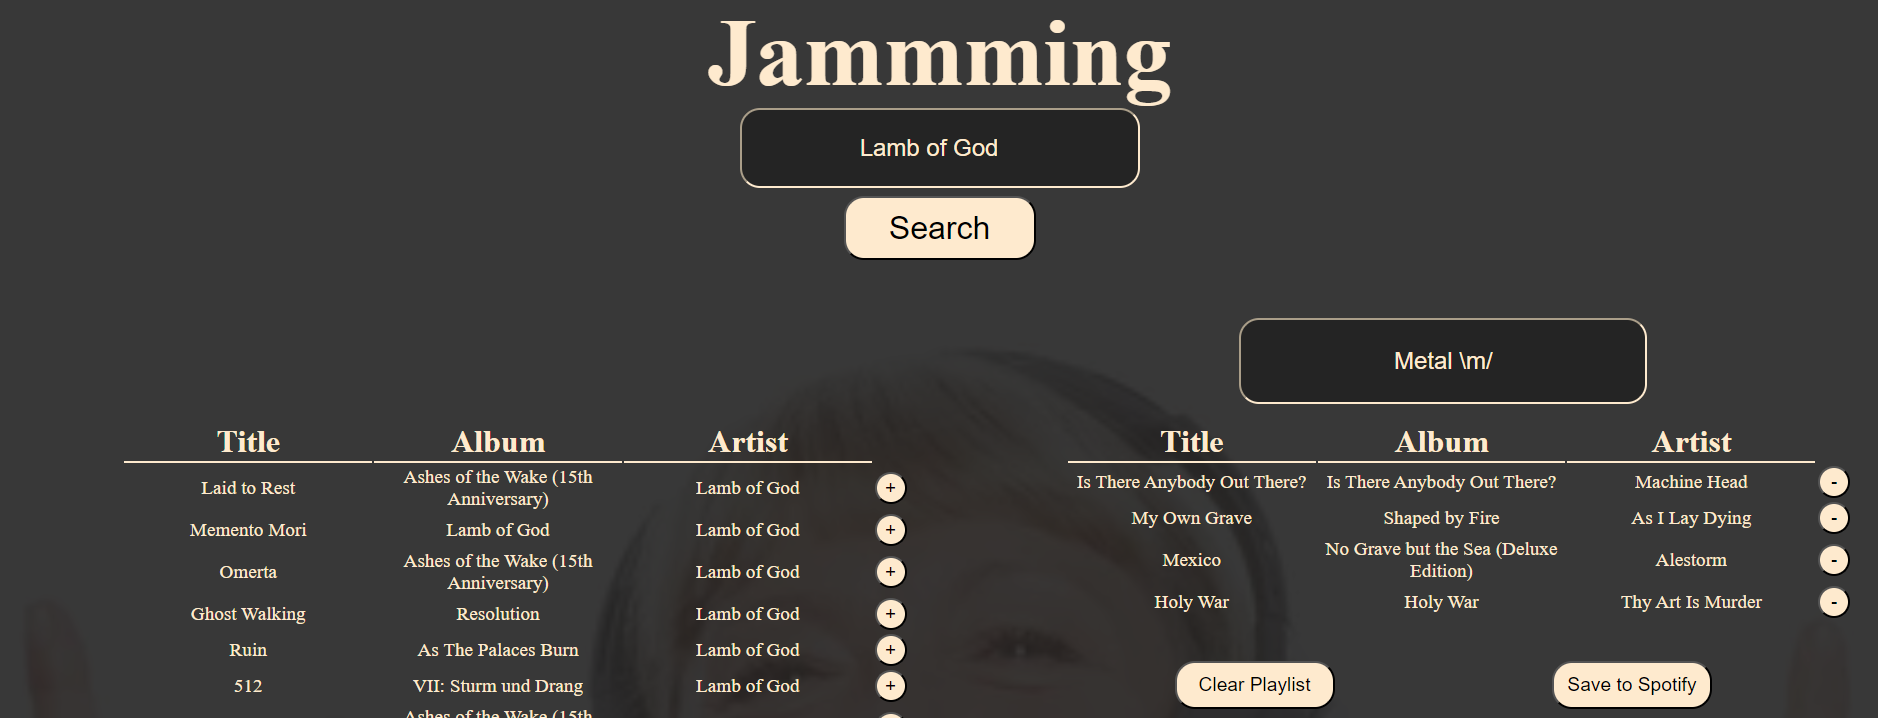 Jammming
Lamb of God
Search
Metal \m/
Title Album Artist
Laid to Rest Ashes of the Wake (15th Anniversary) Lamb of God +
Memento Mori Lamb of God Lamb of God +
Omerta Ashes of the Wake (15th Anniversary) Lamb of God +
Ghost Walking Resolution Lamb of God +
Ruin As The Palaces Burn Lamb of God +
512 VII: Sturm und Drang Lamb of God +
Ashes of the Wake (15th
Title Album Artist
Is There Anybody Out There? Is There Anybody Out There? Machine Head -
My Own Grave Shaped by Fire As I Lay Dying -
Mexico No Grave but the Sea (Deluxe Edition) Alestorm -
Holy War Holy War Thy Art Is Murder -
Clear Playlist Save to Spotify